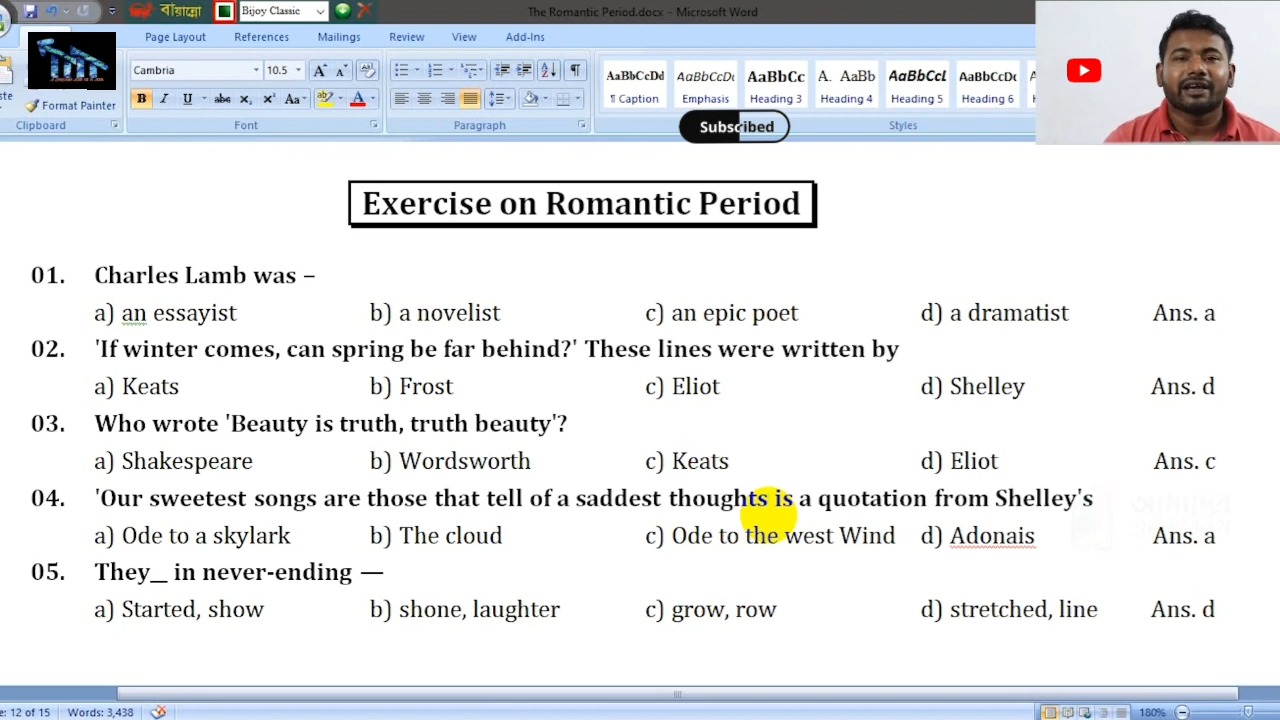 The Romantic Period.docx - Microsoft Word
বাঁয়ান্নো Bijoy Classic
Page Layout References Mailings Review View Add-Ins
Cambria 10.5
Format Painter
AaBbCcDd AaBbCcDc AaBbCc A. AaBb AaBbCcL AaBbCcDc
¶ Caption Emphasis Heading 3 Heading 4 Heading 5 Heading 6
Clipboard Font Paragraph Styles
Subscribed
Exercise on Romantic Period
01. Charles Lamb was –
a) an essayist b) a novelist c) an epic poet d) a dramatist Ans. a
02. 'If winter comes, can spring be far behind?' These lines were written by
a) Keats b) Frost c) Eliot d) Shelley Ans. d
03. Who wrote 'Beauty is truth, truth beauty'?
a) Shakespeare b) Wordsworth c) Keats d) Eliot Ans. c
04. 'Our sweetest songs are those that tell of a saddest thoughts is a quotation from Shelley's
a) Ode to a skylark b) The cloud c) Ode to the west Wind d) Adonais Ans. a
05. They_ in never-ending —
a) Started, show b) shone, laughter c) grow, row d) stretched, line Ans. d
e: 12 of 15 Words: 3,438 180%